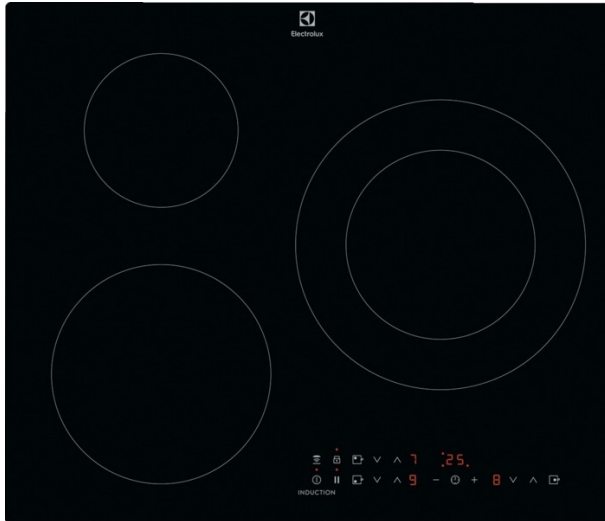 Electrolux
7 .25.
9 − + 8
INDUCTION